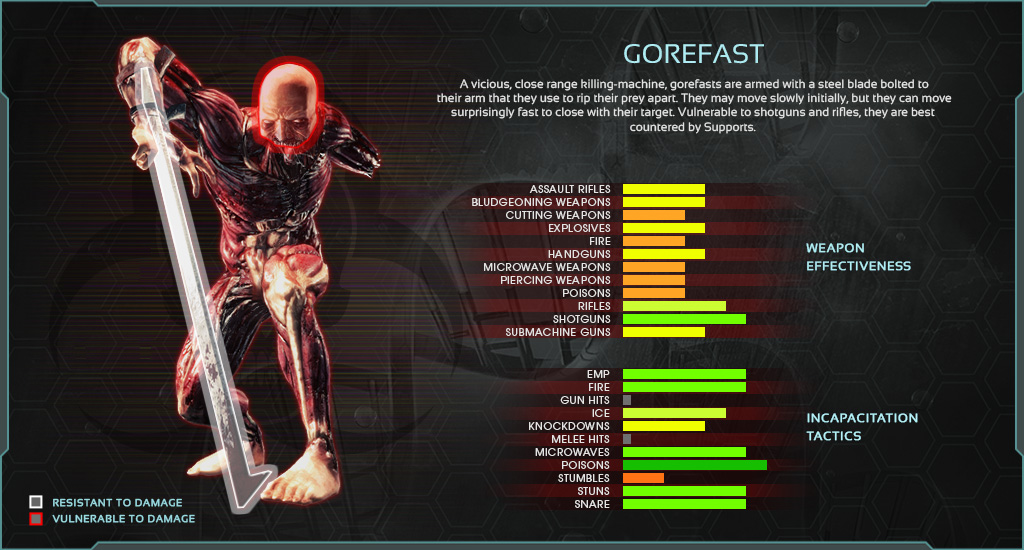 GOREFAST
A vicious, close range killing-machine, gorefasts are armed with a steel blade bolted to
their arm that they use to rip their prey apart. They may move slowly initially, but they can move
surprisingly fast to close with their target. Vulnerable to shotguns and rifles, they are best
countered by Supports.
ASSAULT RIFLES
BLUDGEONING WEAPONS
CUTTING WEAPONS
EXPLOSIVES
FIRE
HANDGUNS
MICROWAVE WEAPONS
PIERCING WEAPONS
POISONS
RIFLES
SHOTGUNS
SUBMACHINE GUNS
WEAPON
EFFECTIVENESS
EMP
FIRE
GUN HITS
ICE
KNOCKDOWNS
MELEE HITS
MICROWAVES
POISONS
STUMBLES
STUNS
SNARE
INCAPACITATION
TACTICS
RESISTANT TO DAMAGE
VULNERABLE TO DAMAGE